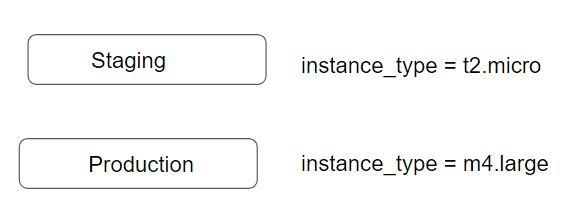 Staging
instance_type = t2.micro
Production
instance_type = m4.large